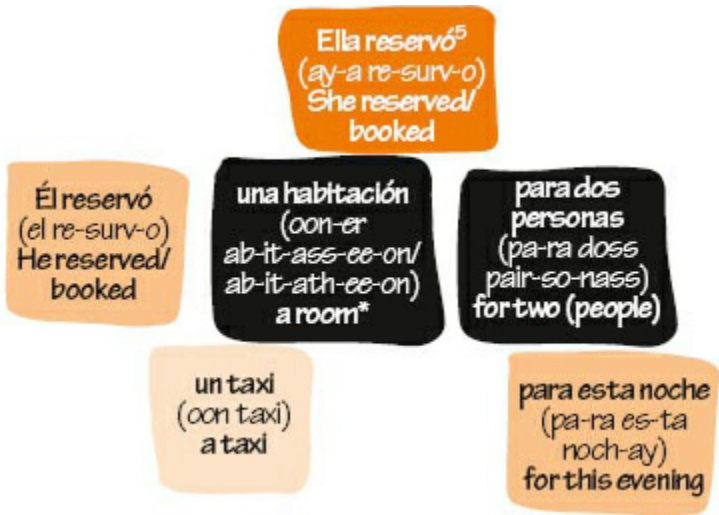 Ella reservó⁵
(ay-a re-surv-o)
She reserved/
booked
Él reservó
(el re-surv-o)
He reserved/
booked
una habitación
(oon-er
ab-it-ass-ee-on/
ab-it-ath-ee-on)
a room*
para dos
personas
(pa-ra doss
pair-so-nass)
for two (people)
un taxi
(oon taxi)
a taxi
para esta noche
(pa-ra es-ta
noch-ay)
for this evening